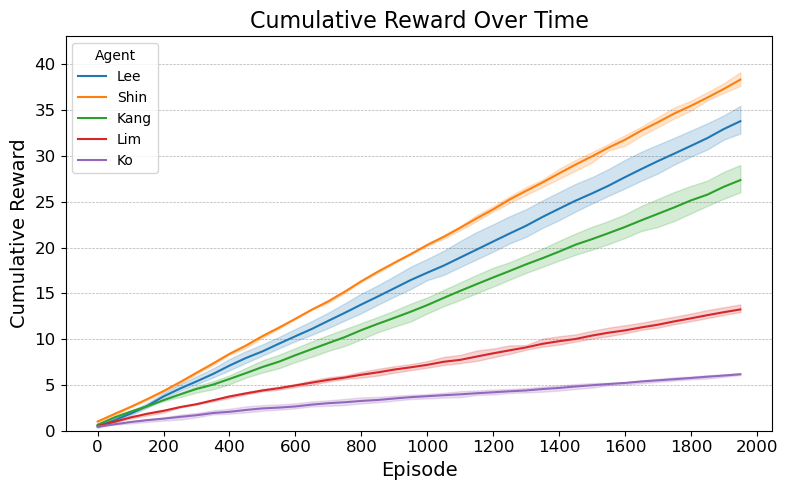 Cumulative Reward Over Time
Cumulative Reward
40
35
30
25
20
15
10
5
0
Agent
Lee
Shin
Kang
Lim
Ko
0 200 400 600 800 1000 1200 1400 1600 1800 2000
Episode